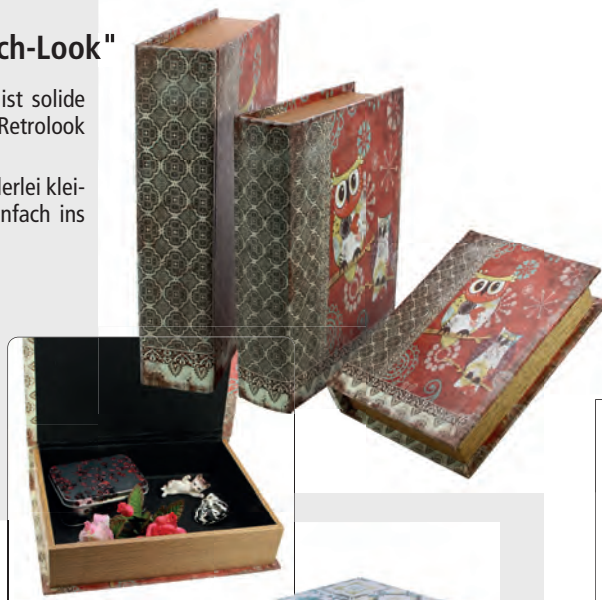 ch-Look"
ist solide
Retrolook
lerlei klei-
nfach ins